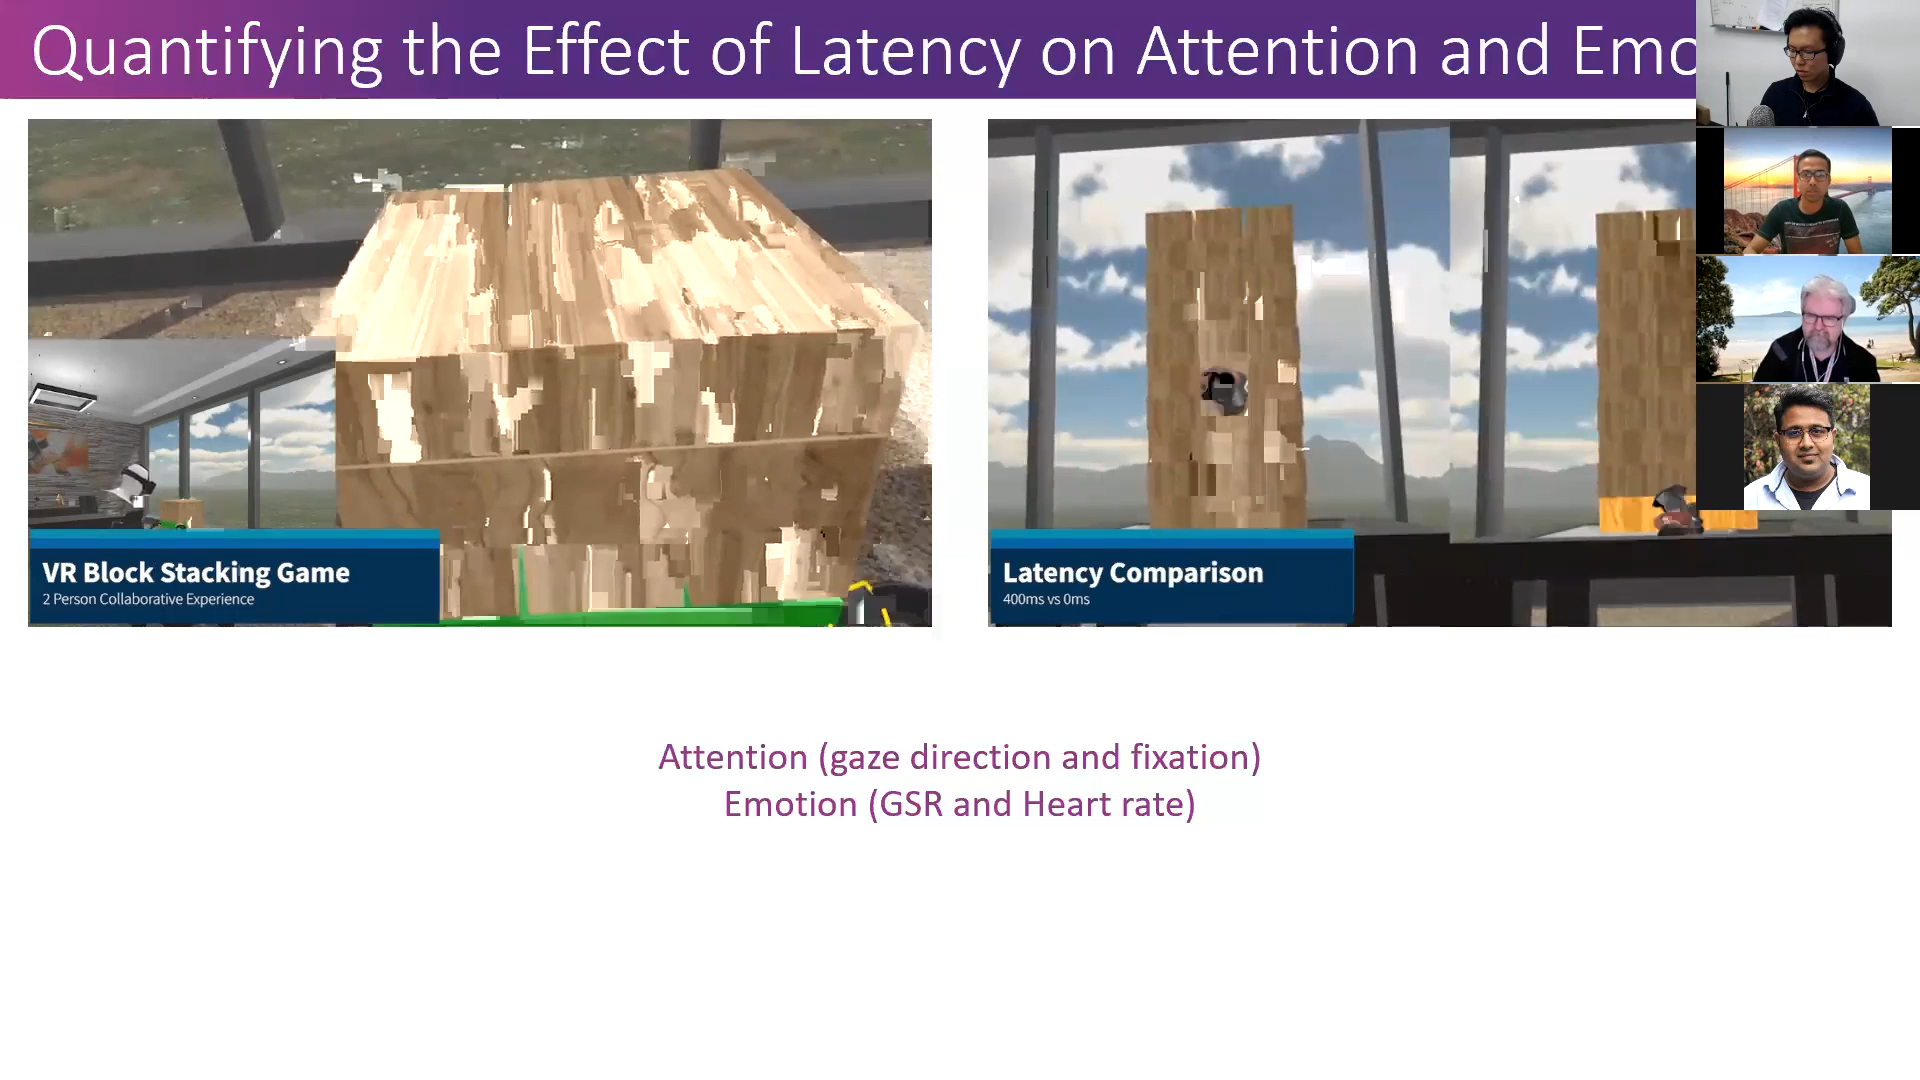 Quantifying the Effect of Latency on Attention and Emo
VR Block Stacking Game
2 Person Collaborative Experience
Latency Comparison
400ms vs 0ms
Attention (gaze direction and fixation)
Emotion (GSR and Heart rate)